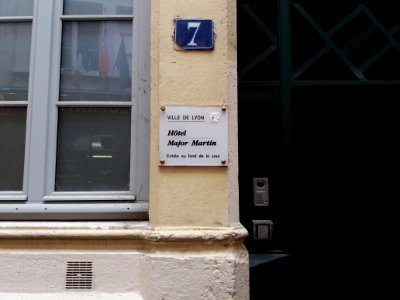 7
VILLE DE LYON
Hôtel
Major Martin
Entrée au fond de la cour